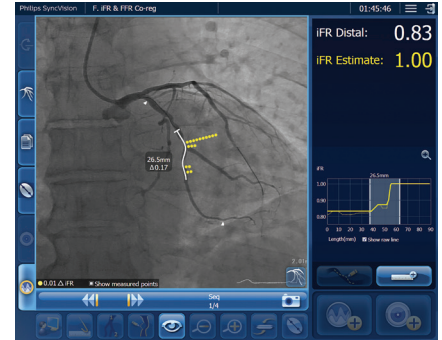 Philips SyncVision
F. iFR & FFR Co-reg
01:45:46
iFR Distal: 0.83
iFR Estimate: 1.00
26.5mm
Δ0.17
iFR
26.5mm
1.00
0.90
0.80
0 10 20 30 40 50 60 70 80 90
Length(mm) Show raw line
0.01 Δ iFR Show measured points
Seq
1/4